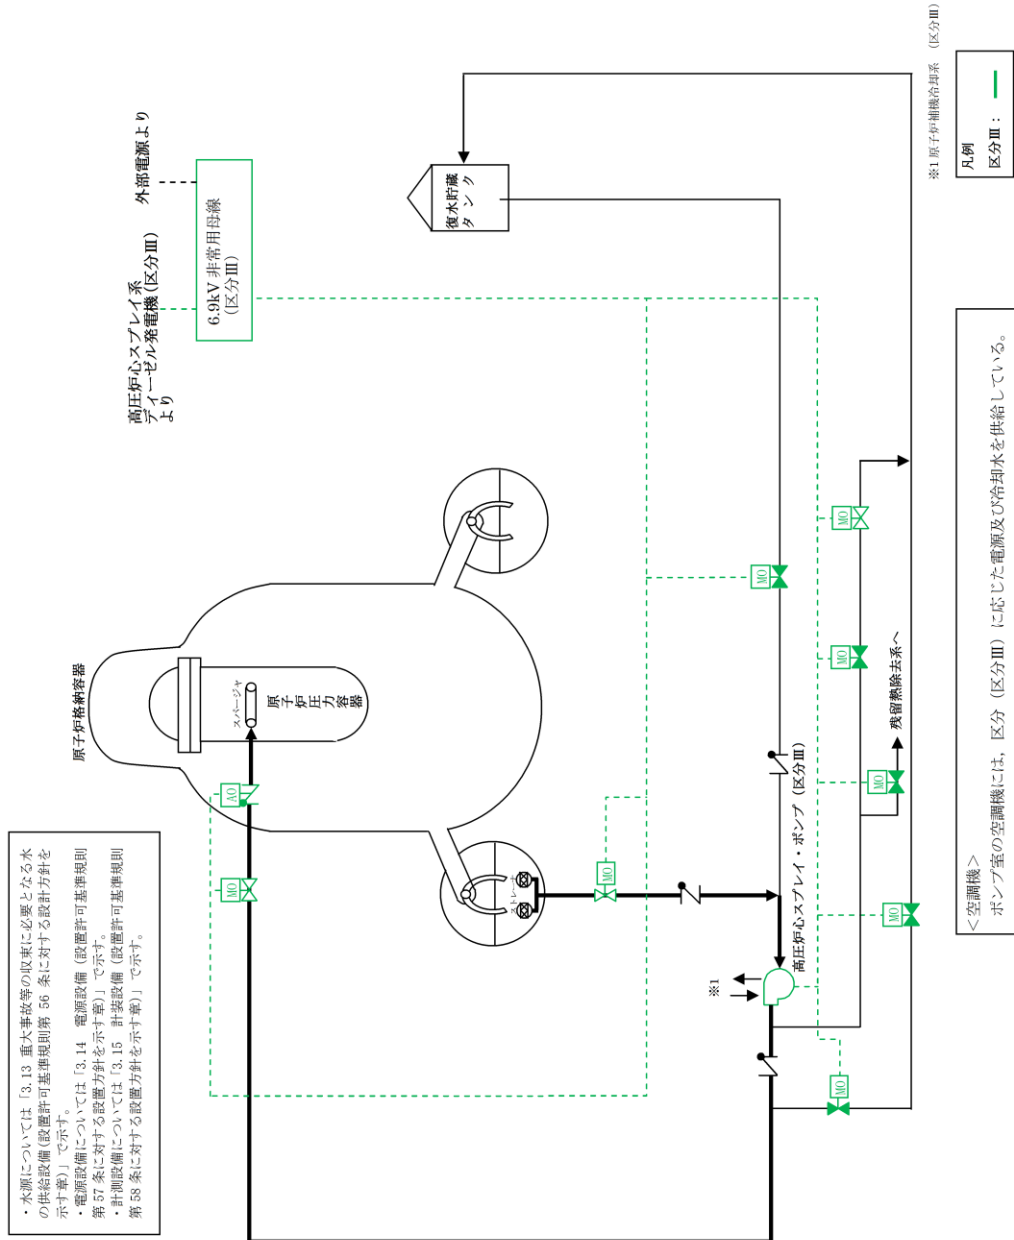 ・水源については「3.13 重大事故等の収束に必要となる水
の供給設備(設置許可基準規則第 56 条に対する設計方針を
示す章)」で示す。
・電源設備については「3.14 電源設備 (設置許可基準規則
第 57 条に対する設置方針を示す章)」で示す。
・計測設備については「3.15 計装設備 (設置許可基準規則
第 58 条に対する設置方針を示す章)」で示す。
原子炉格納容器
高圧炉心スプレイ系
ディーゼル発電機(区分Ⅲ)
より
外部電源より
6.9kV 非常用母線
(区分Ⅲ)
MO
AO
スパージャ
原子炉圧力容器
ストレーナ
復水貯蔵
タンク
MO
MO
※1
高圧炉心スプレイ・ポンプ (区分Ⅲ)
MO
MO
MO
残留熱除去系へ
MO
MO
※1 原子炉補機冷却系 (区分Ⅲ)
<空調機>
ポンプ室の空調機には, 区分 (区分Ⅲ) に応じた電源及び冷却水を供給している。
凡例
区分Ⅲ：